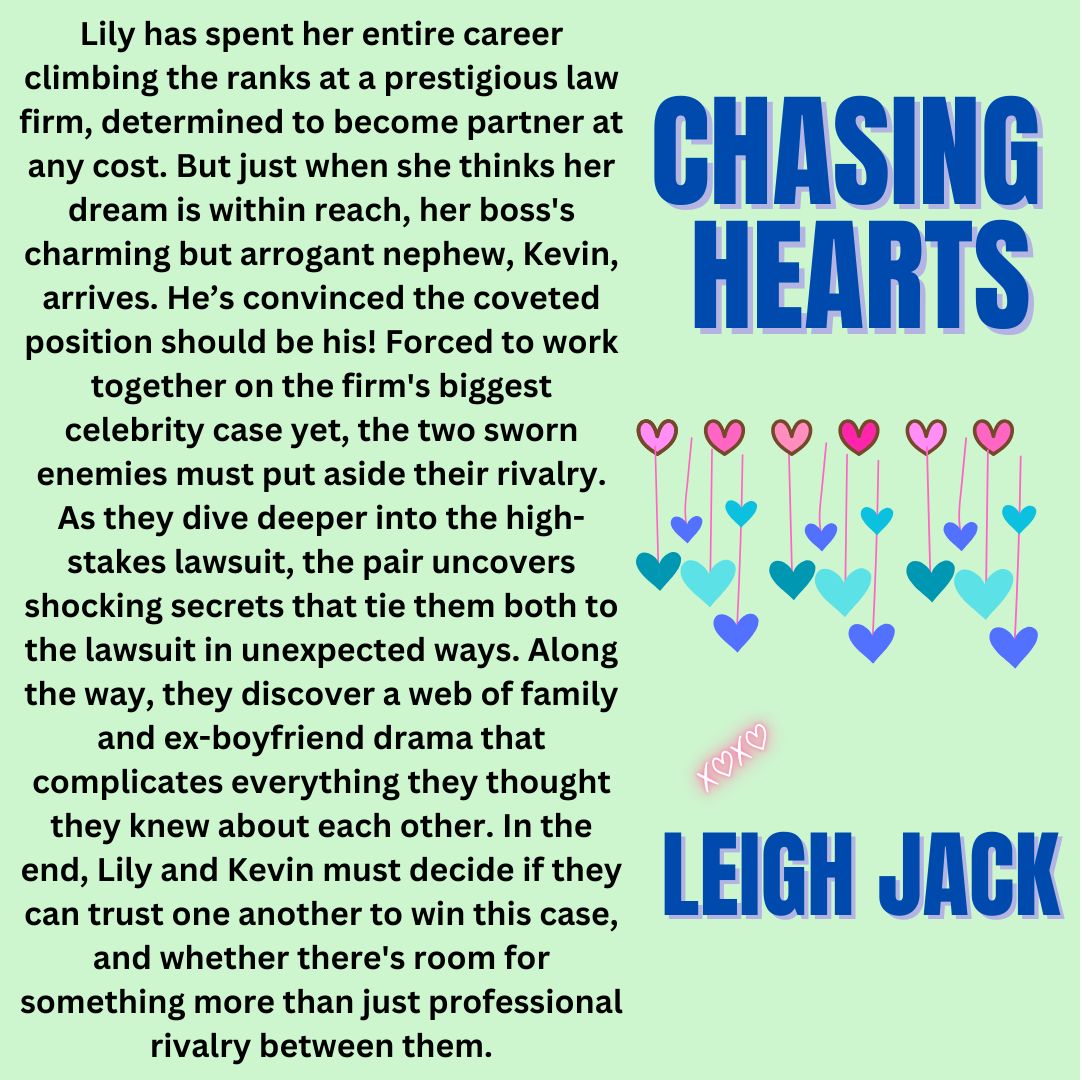 Lily has spent her entire career
climbing the ranks at a prestigious law
firm, determined to become partner at
any cost. But just when she thinks her
dream is within reach, her boss's
charming but arrogant nephew, Kevin,
arrives. He’s convinced the coveted
position should be his! Forced to work
together on the firm's biggest
celebrity case yet, the two sworn
enemies must put aside their rivalry.
As they dive deeper into the high-
stakes lawsuit, the pair uncovers
shocking secrets that tie them both to
the lawsuit in unexpected ways. Along
the way, they discover a web of family
and ex-boyfriend drama that
complicates everything they thought
they knew about each other. In the
end, Lily and Kevin must decide if they
can trust one another to win this case,
and whether there's room for
something more than just professional
rivalry between them.
CHASING
HEARTS
X♡X♡
LEIGH JACK